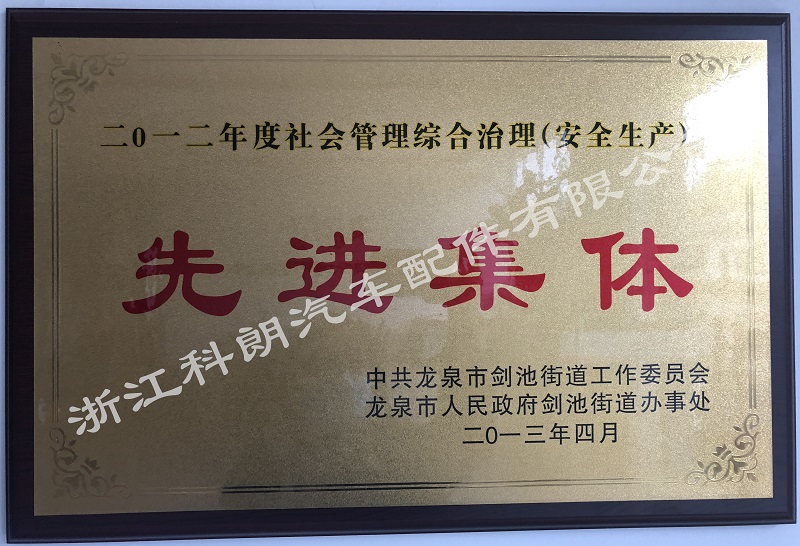 二０一二年度社会管理综合治理(安全生产)
先进集体
中共龙泉市剑池街道工作委员会
龙泉市人民政府剑池街道办事处
二０一三年四月
浙江科朗汽车配件有限公司